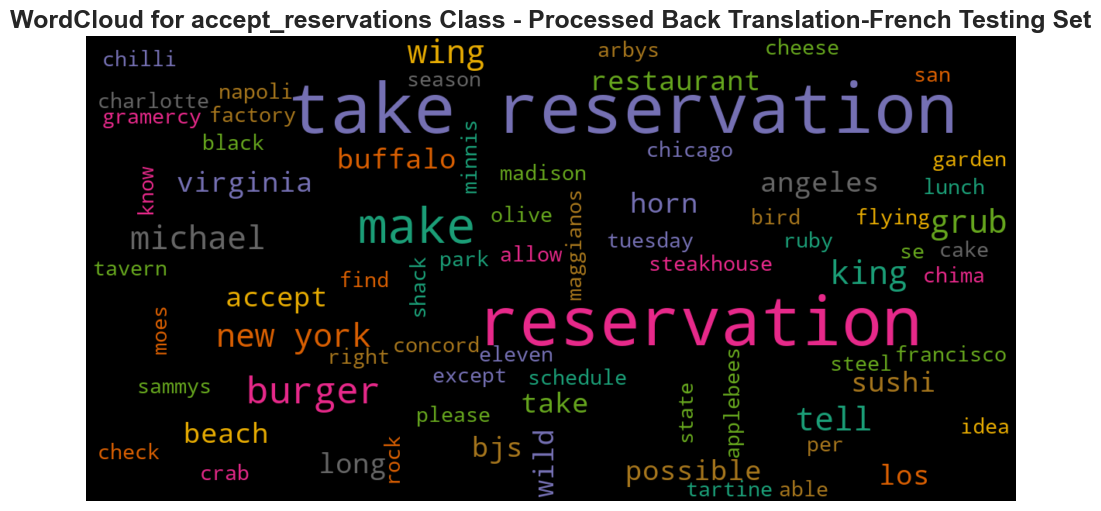 WordCloud for accept_reservations Class - Processed Back Translation-French Testing Set
chilli
wing
arbys
cheese
season
restaurant
san
charlotte
napoli
take reservation
gramercy
factory
black
minnis
chicago
garden
buffalo
madison
know
virginia
angeles
lunch
horn
maggianos
olive
bird
flying
grub
make
michael
tuesday
ruby
se
cake
park
allow
steakhouse
tavern
shack
find
king
chima
accept
reservation
moes
new york
concord
eleven
right
steel
francisco
sammys
burger
except
schedule
sushi
applebees
state
please
take
tell
idea
beach
check
rock
bjs
wild
per
crab
long
possible
los
tartine
able